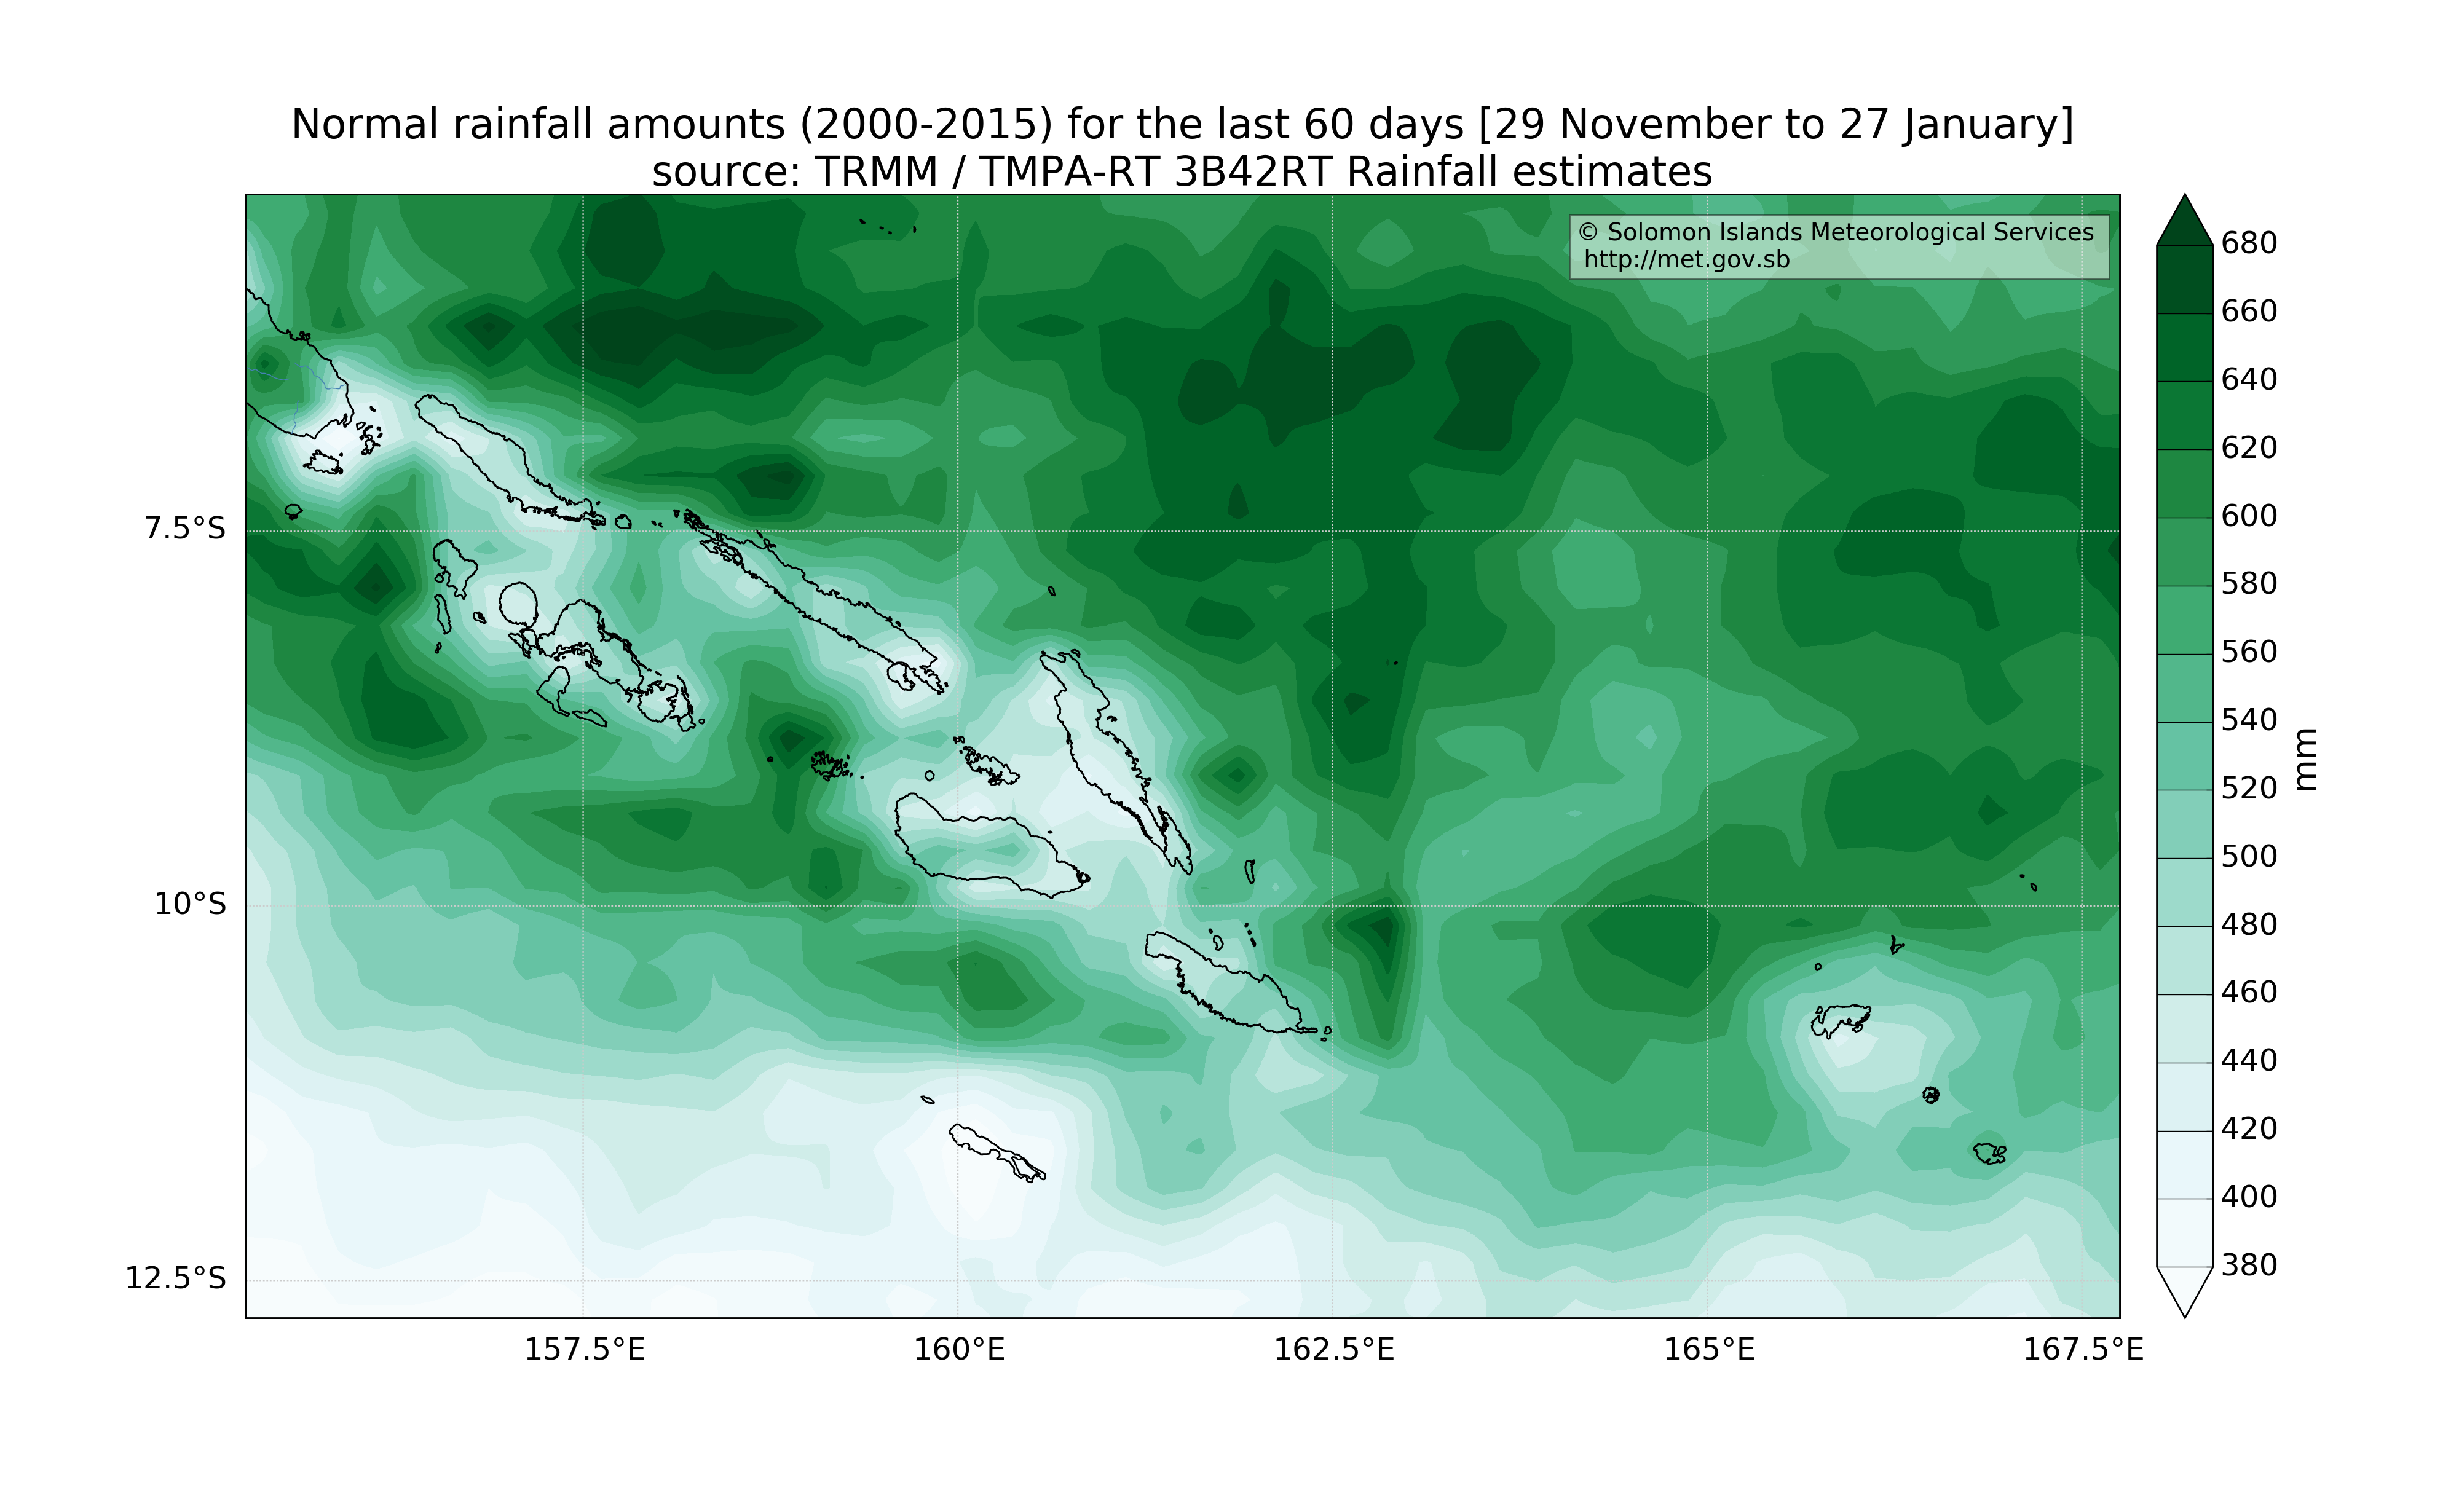 Normal rainfall amounts (2000-2015) for the last 60 days [29 November to 27 January]
source: TRMM / TMPA-RT 3B42RT Rainfall estimates
© Solomon Islands Meteorological Services
http://met.gov.sb
680
660
640
620
600
580
560
540
520
500
480
460
440
420
400
380
mm
7.5°S
10°S
12.5°S
157.5°E
160°E
162.5°E
165°E
167.5°E